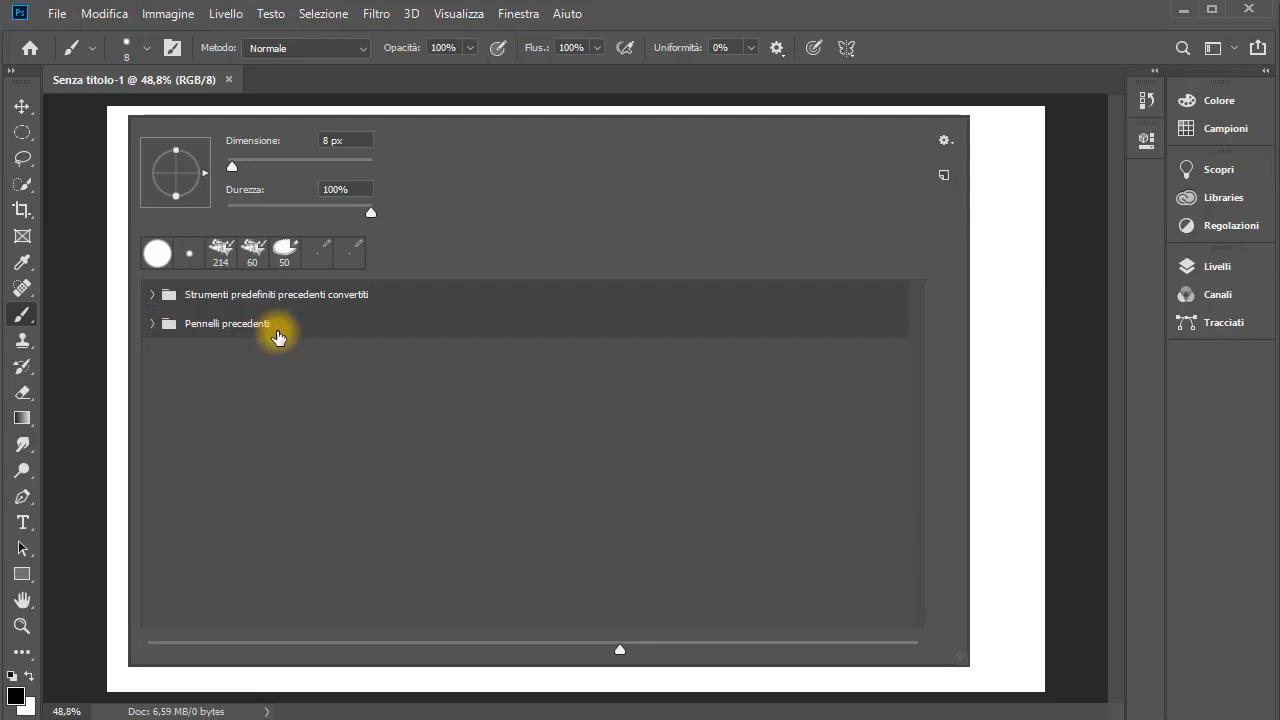 Ps File Modifica Immagine Livello Testo Selezione Filtro 3D Visualizza Finestra Aiuto
8 Metodo: Normale Opacità: 100% Flus.: 100% Uniformità: 0%
Senza titolo-1 @ 48,8% (RGB/8)
Dimensione: 8 px
Durezza: 100%
214 60 50
Strumenti predefiniti precedenti convertiti
Pennelli precedenti
Colore
Campioni
Scopri
Libraries
Regolazioni
Livelli
Canali
Tracciati
48,8% Doc: 6,59 MB/0 bytes